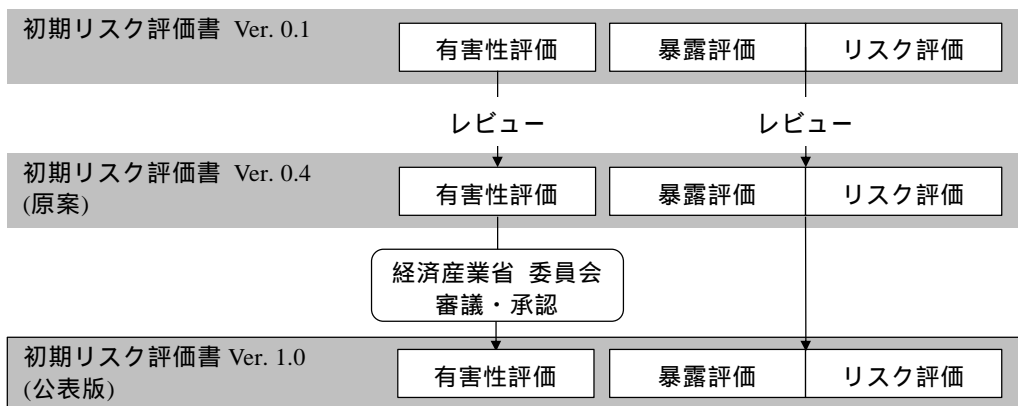 初期リスク評価書 Ver. 0.1
有害性評価
暴露評価
リスク評価
レビュー
レビュー
初期リスク評価書 Ver. 0.4
(原案)
有害性評価
暴露評価
リスク評価
経済産業省 委員会
審議・承認
初期リスク評価書 Ver. 1.0
(公表版)
有害性評価
暴露評価
リスク評価